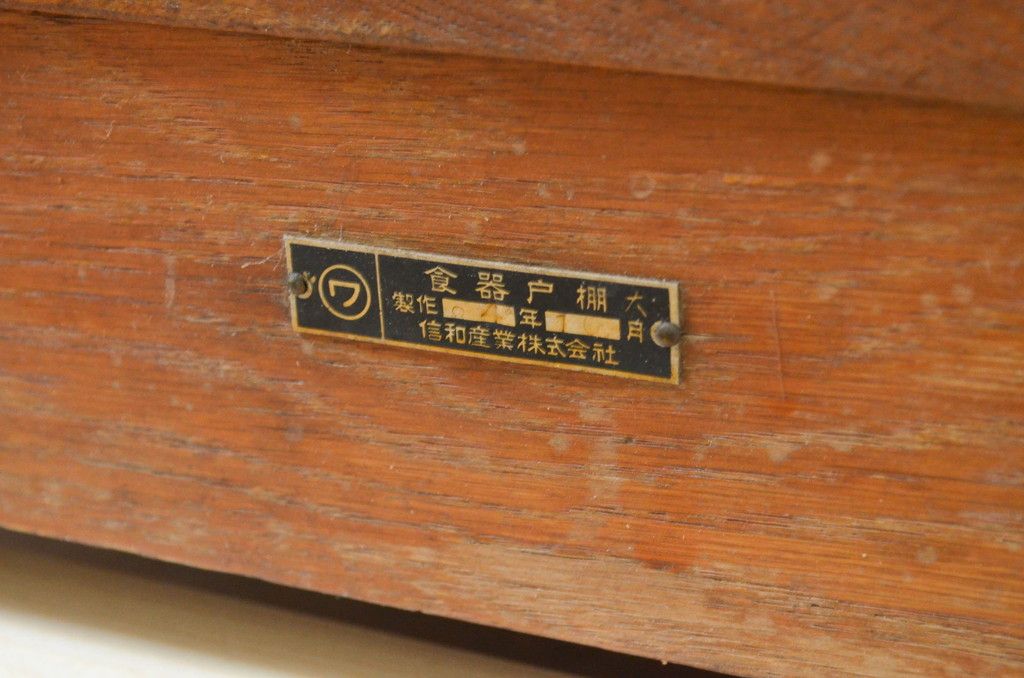 ワ
食器戸棚 大
製作 年 月
信和産業株式会社